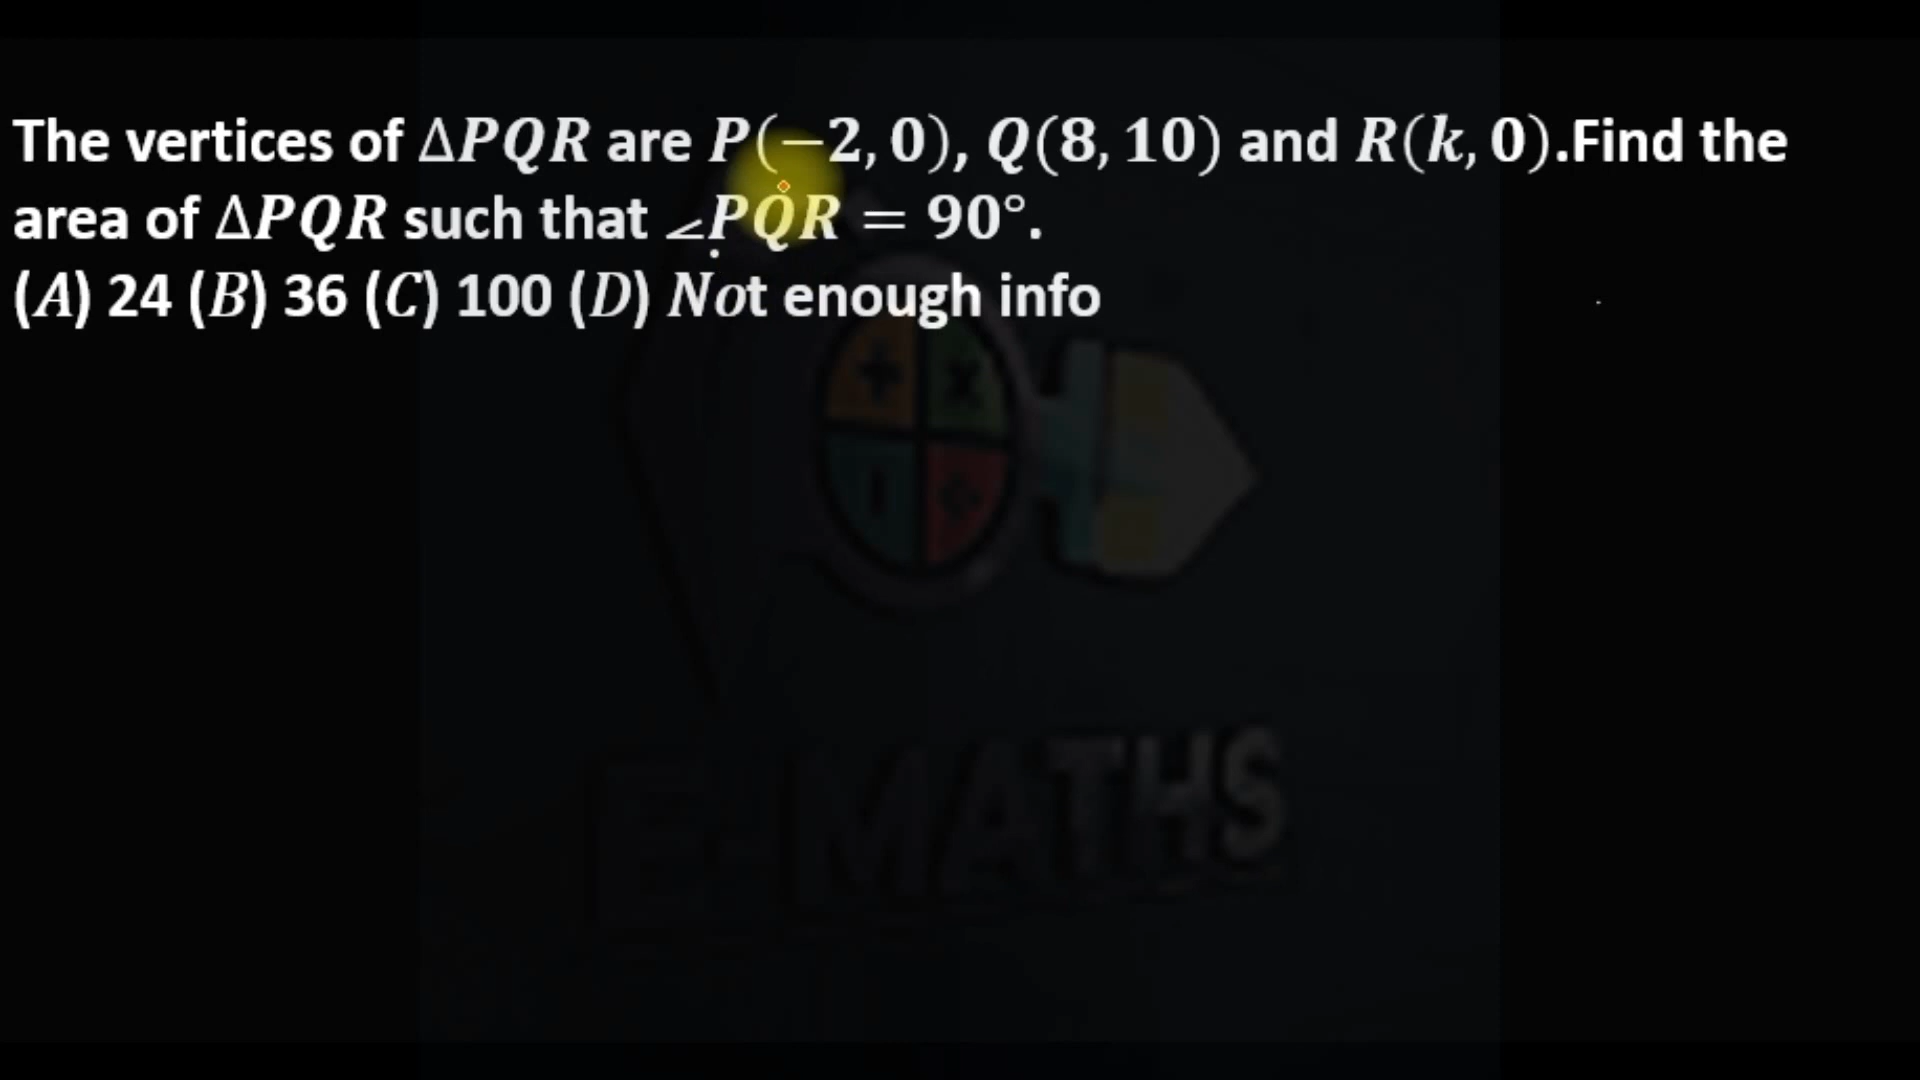 The vertices of ΔPQR are P(−2, 0), Q(8, 10) and R(k, 0).Find the
area of ΔPQR such that ∠PQR = 90°.
(A) 24 (B) 36 (C) 100 (D) Not enough info
+ x
E-MATHS